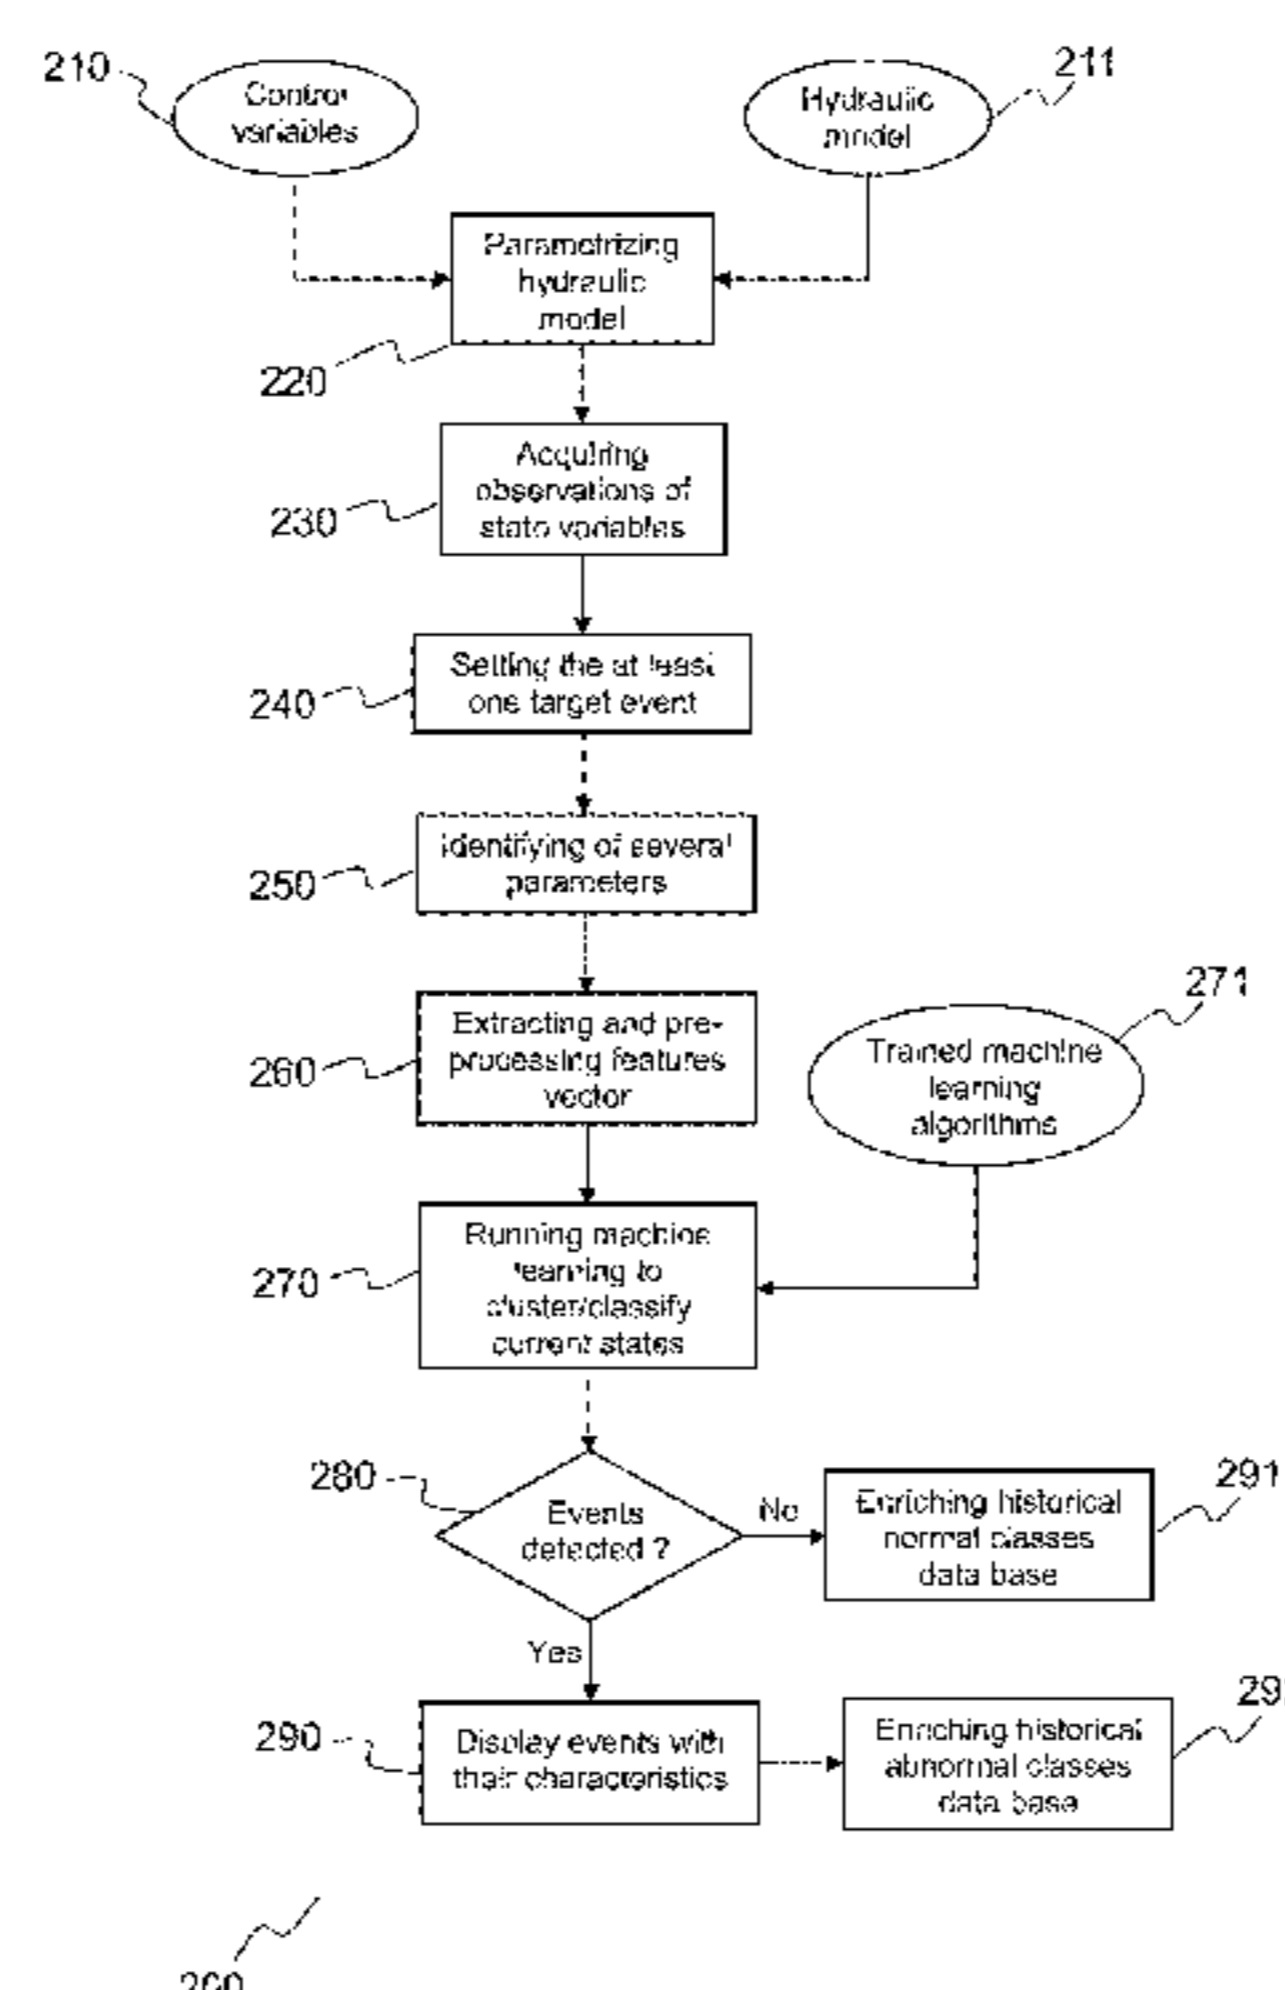 210
Control
variables
Hydraulic
model
211
Parametrizing
hydraulic
model
220
Acquiring
observations of
state variables
230
Setting the at least
one target event
240
Identifying of several
parameters
250
Extracting and pre-
processing features
vector
260
271
Trained machine
learning
algorithms
Running machine
learning to
cluster/classify
current states
270
280
Events
detected ?
No
Enriching historical
normal classes
data base
291
Yes
290
Display events with
their characteristics
Enriching historical
abnormal classes
data base
200